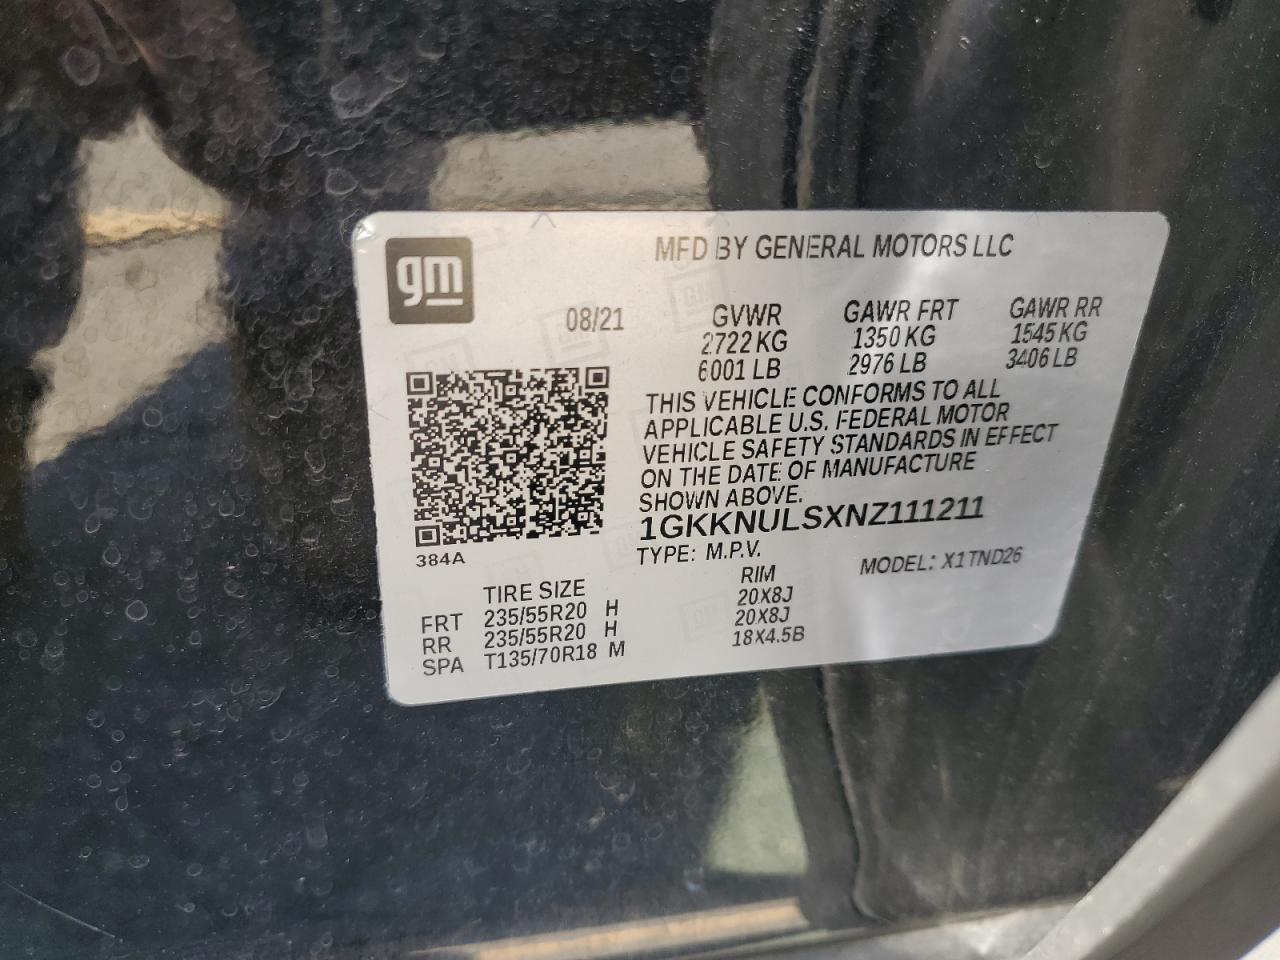 gm
MFD BY GENERAL MOTORS LLC
08/21
GVWR GAWR FRT GAWR RR
2722 KG 1350 KG 1545 KG
6001 LB 2976 LB 3406 LB
THIS VEHICLE CONFORMS TO ALL
APPLICABLE U.S. FEDERAL MOTOR
VEHICLE SAFETY STANDARDS IN EFFECT
ON THE DATE OF MANUFACTURE
SHOWN ABOVE.
1GKKNULSXNZ111211
384A
TYPE: M.P.V. MODEL: X1TND26
TIRE SIZE RIM
FRT 235/55R20 H 20X8J
RR 235/55R20 H 20X8J
SPA T135/70R18 M 18X4.5B